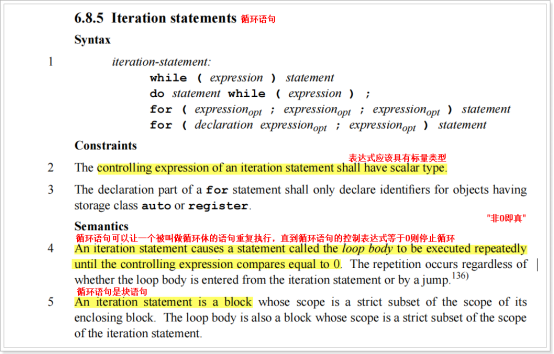 6.8.5 Iteration statements 循环语句
Syntax
1 iteration-statement:
while ( expression ) statement
do statement while ( expression ) ;
for ( expressionopt ; expressionopt ; expressionopt ) statement
for ( declaration expressionopt ; expressionopt ) statement
Constraints
表达式应该具有标量类型
2 The controlling expression of an iteration statement shall have scalar type.
3 The declaration part of a for statement shall only declare identifiers for objects having
storage class auto or register.
"非0即真"
Semantics
循环语句可以让一个被叫做循环体的语句重复执行，直到循环语句的控制表达式等于0则停止循环
4 An iteration statement causes a statement called the loop body to be executed repeatedly
until the controlling expression compares equal to 0. The repetition occurs regardless of
whether the loop body is entered from the iteration statement or by a jump.136)
循环语句是块语句
5 An iteration statement is a block whose scope is a strict subset of the scope of its
enclosing block. The loop body is also a block whose scope is a strict subset of the scope
of the iteration statement.